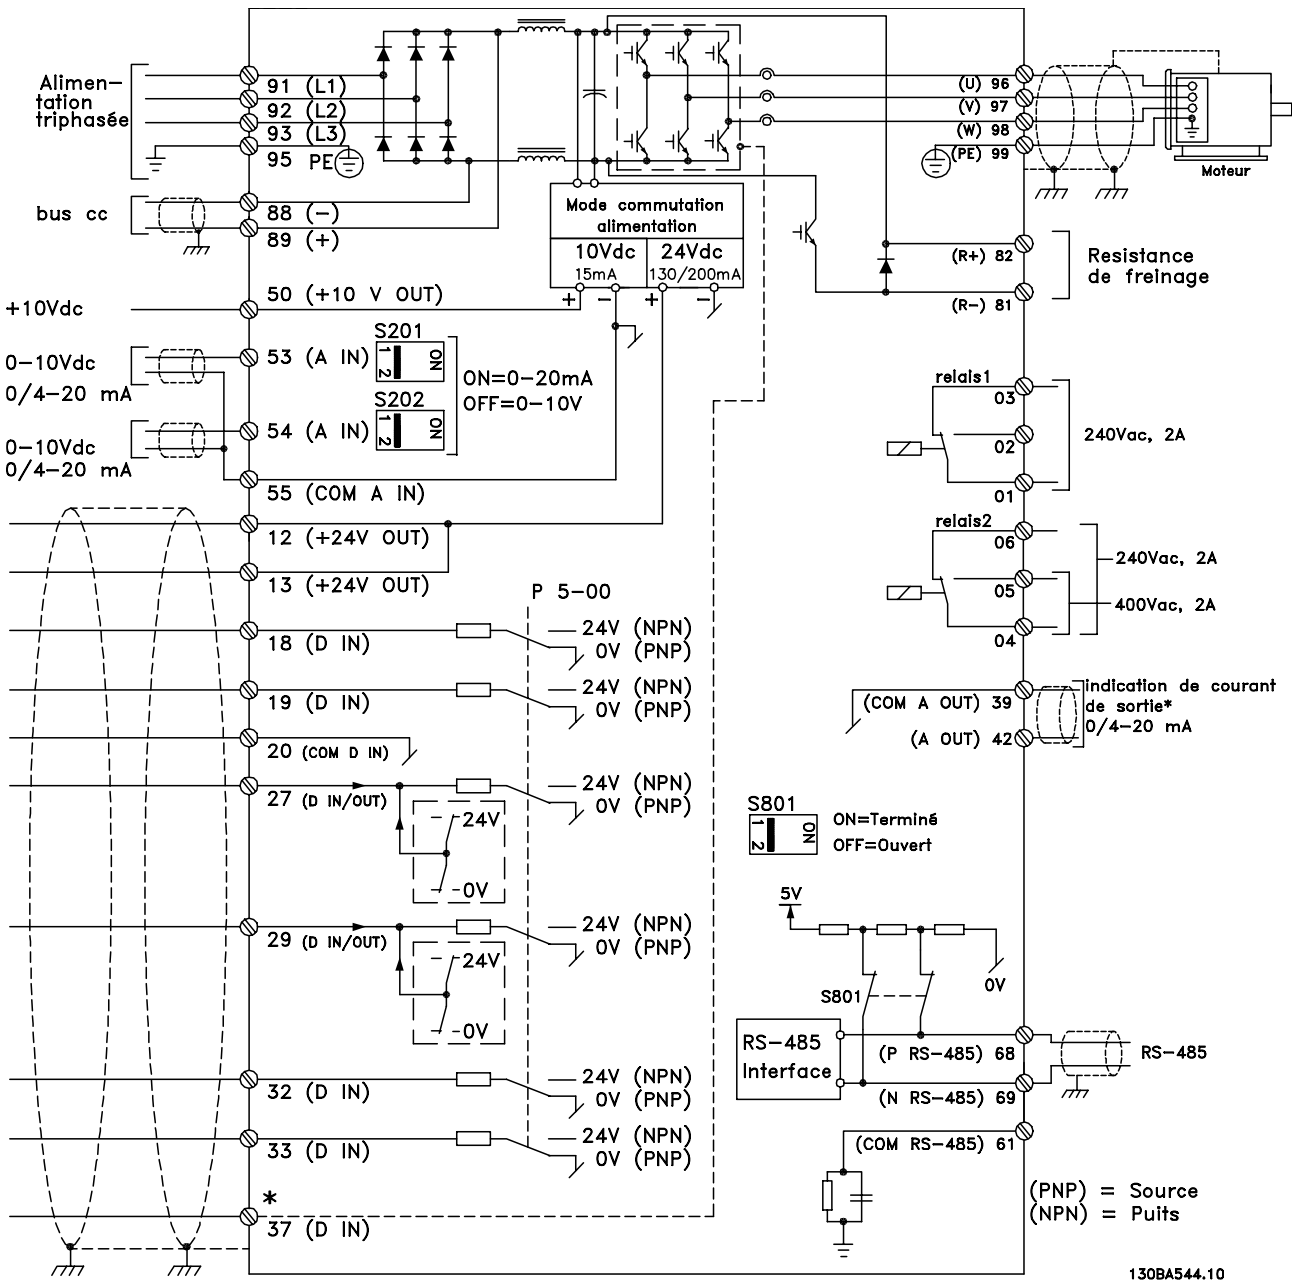 Alimen-
tation
triphasée
91 (L1)
92 (L2)
93 (L3)
95 PE
bus cc
88 (-)
89 (+)
+10Vdc
50 (+10 V OUT)
0-10Vdc
0/4-20 mA
53 (A IN)
S201
1 2
ON
S202
1 2
ON
ON=0-20mA
OFF=0-10V
0-10Vdc
0/4-20 mA
54 (A IN)
55 (COM A IN)
12 (+24V OUT)
13 (+24V OUT)
P 5-00
18 (D IN)
24V (NPN)
0V (PNP)
19 (D IN)
24V (NPN)
0V (PNP)
20 (COM D IN)
27 (D IN/OUT)
24V (NPN)
0V (PNP)
24V
0V
29 (D IN/OUT)
24V (NPN)
0V (PNP)
24V
0V
32 (D IN)
24V (NPN)
0V (PNP)
33 (D IN)
24V (NPN)
0V (PNP)
*
37 (D IN)
Mode commutation
alimentation
10Vdc
15mA
24Vdc
130/200mA
+ - + -
(U) 96
(V) 97
(W) 98
(PE) 99
Moteur
(R+) 82
(R-) 81
Resistance
de freinage
relais1
03
02
01
240Vac, 2A
relais2
06
05
04
240Vac, 2A
400Vac, 2A
(COM A OUT) 39
(A OUT) 42
indication de courant
de sortie*
0/4-20 mA
S801
1 2
ON
ON=Terminé
OFF=Ouvert
5V
0V
S801
RS-485
Interface
(P RS-485) 68
(N RS-485) 69
(COM RS-485) 61
RS-485
(PNP) = Source
(NPN) = Puits
130BA544.10